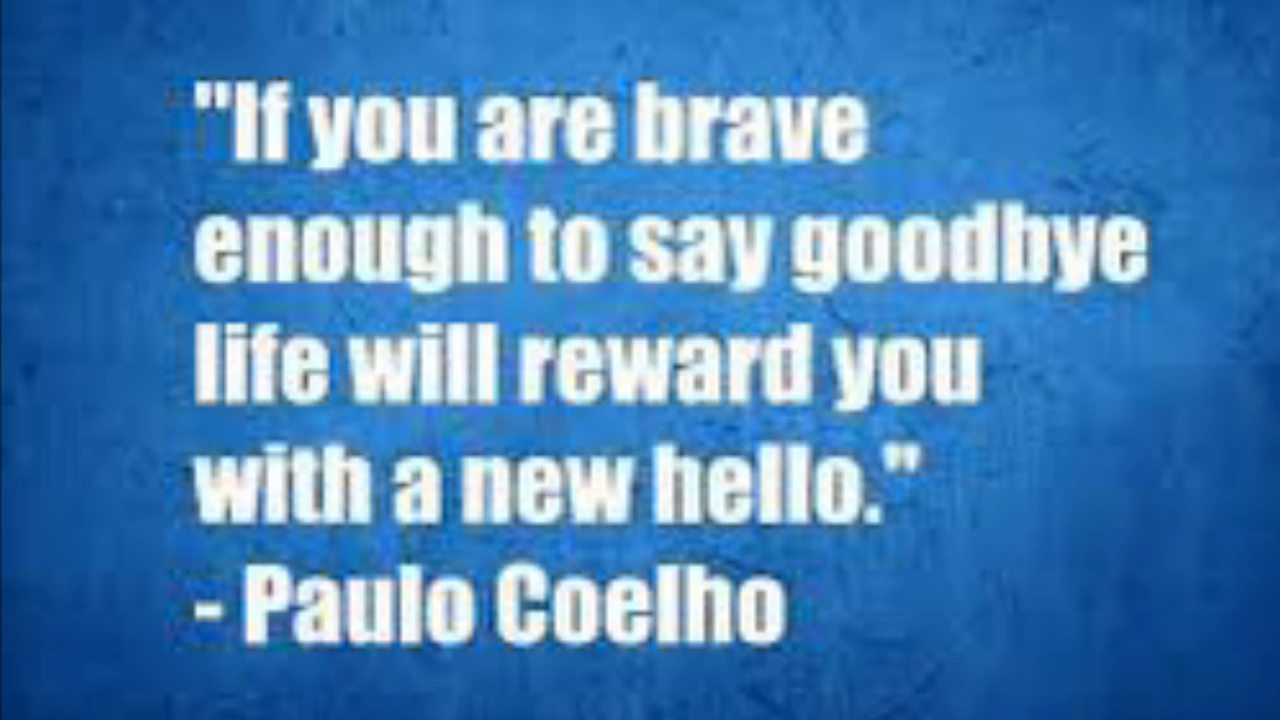 "If you are brave
enough to say goodbye
life will reward you
with a new hello."
- Paulo Coelho